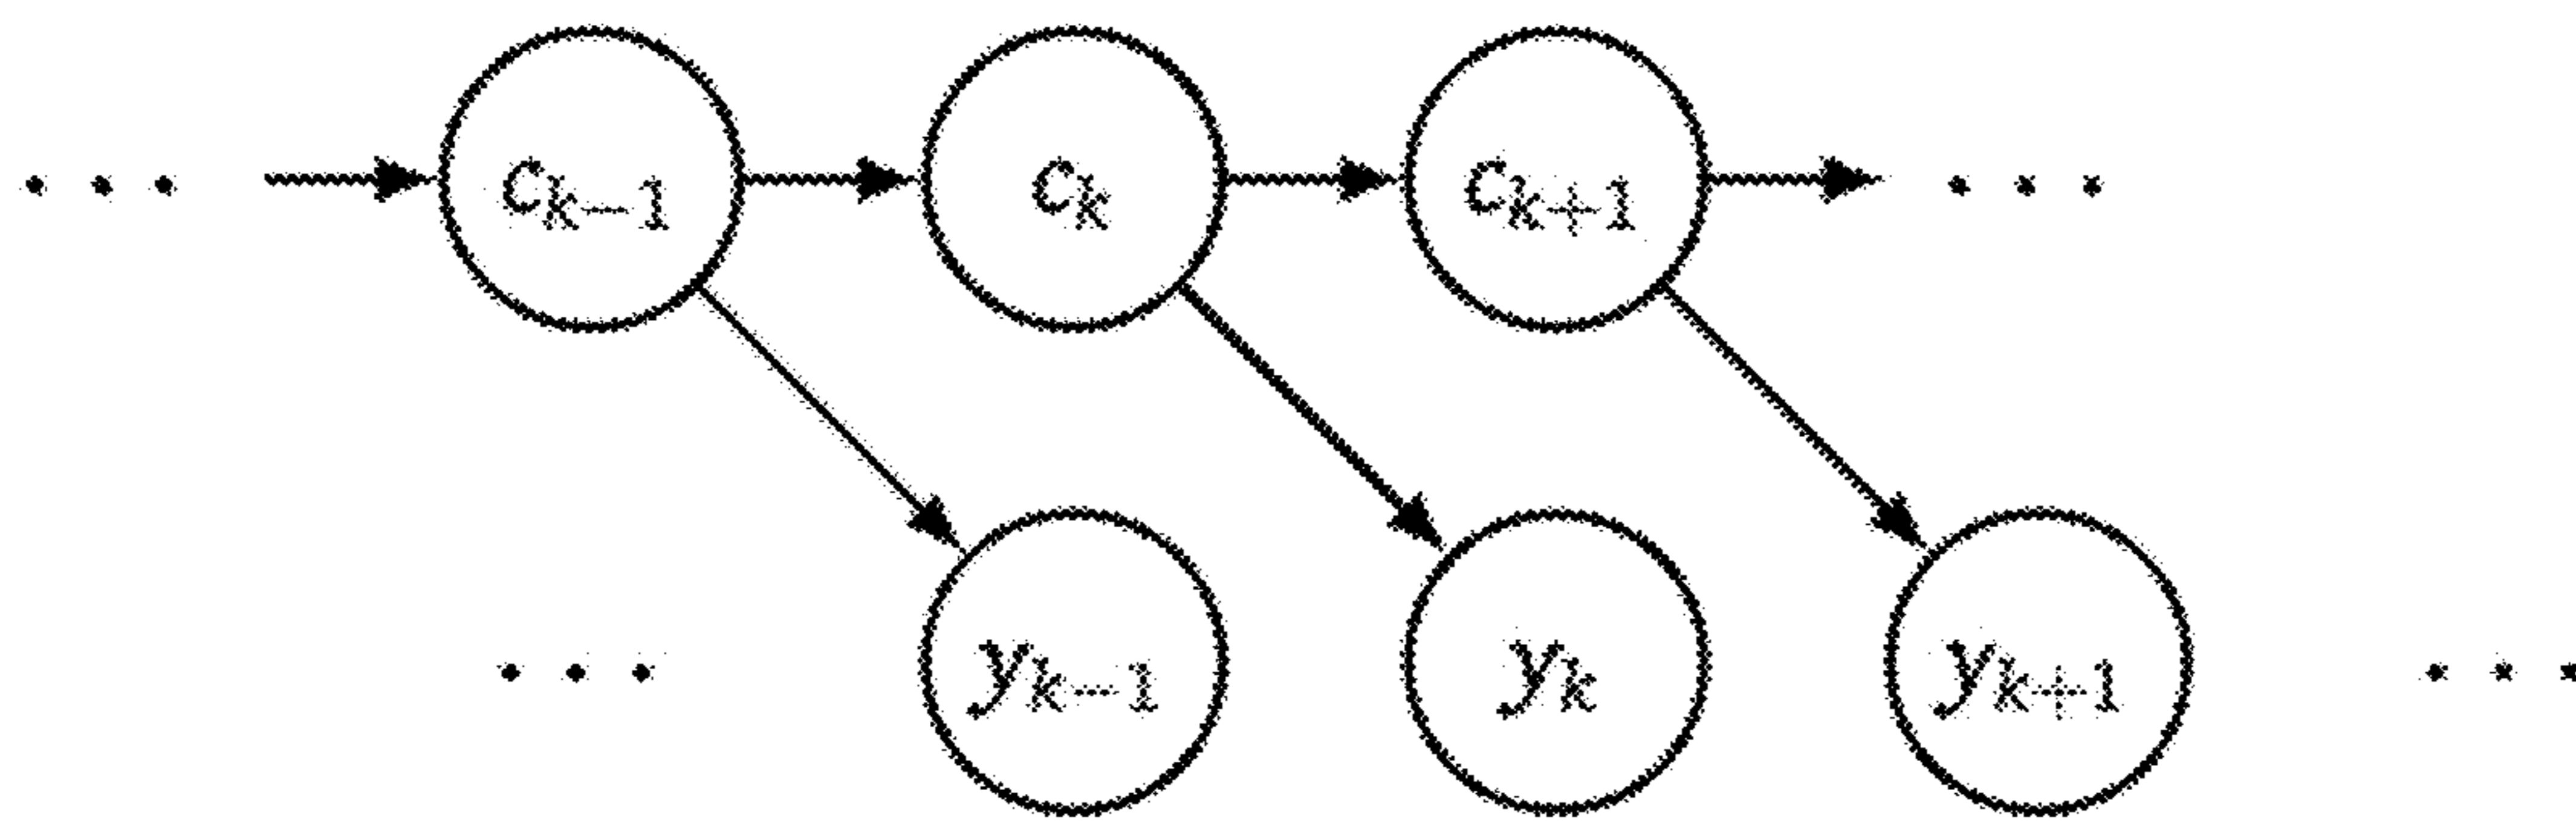 . . . c_{k-1} c_k c_{k+1} . . .
. . . y_{k-1} y_k y_{k+1} . . .